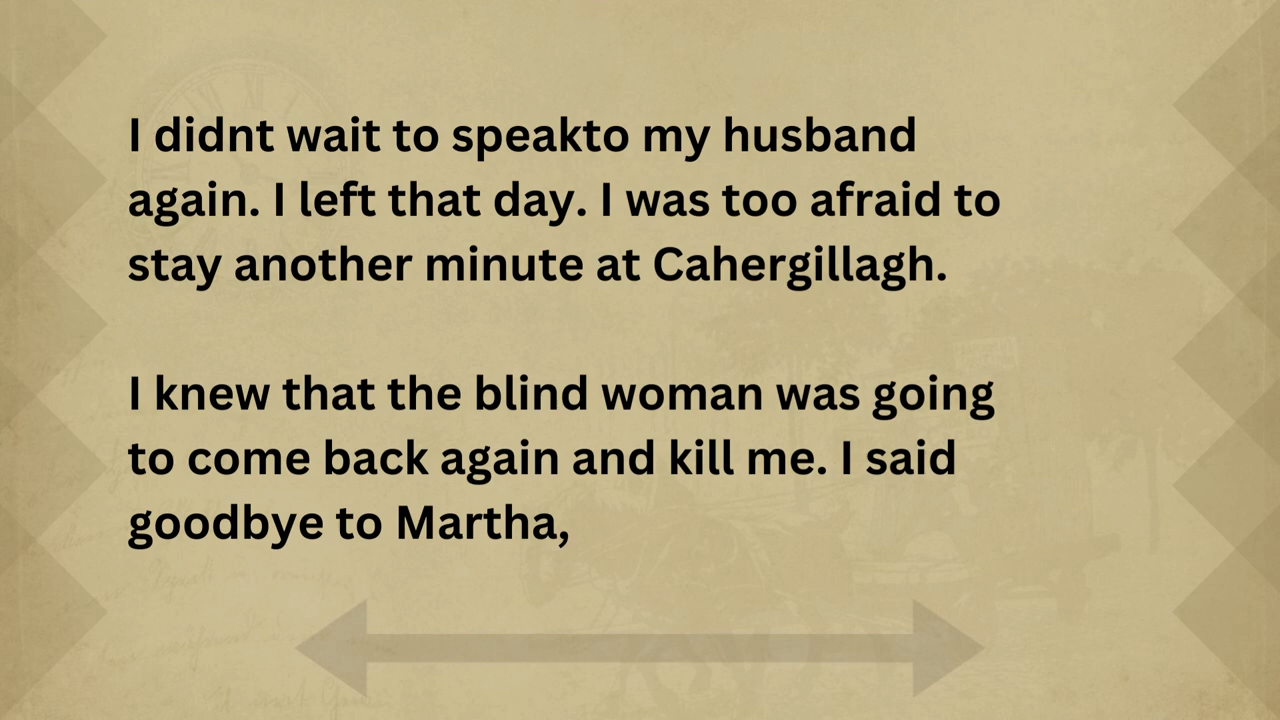 I didnt wait to speakto my husband
again. I left that day. I was too afraid to
stay another minute at Cahergillagh.
I knew that the blind woman was going
to come back again and kill me. I said
goodbye to Martha,